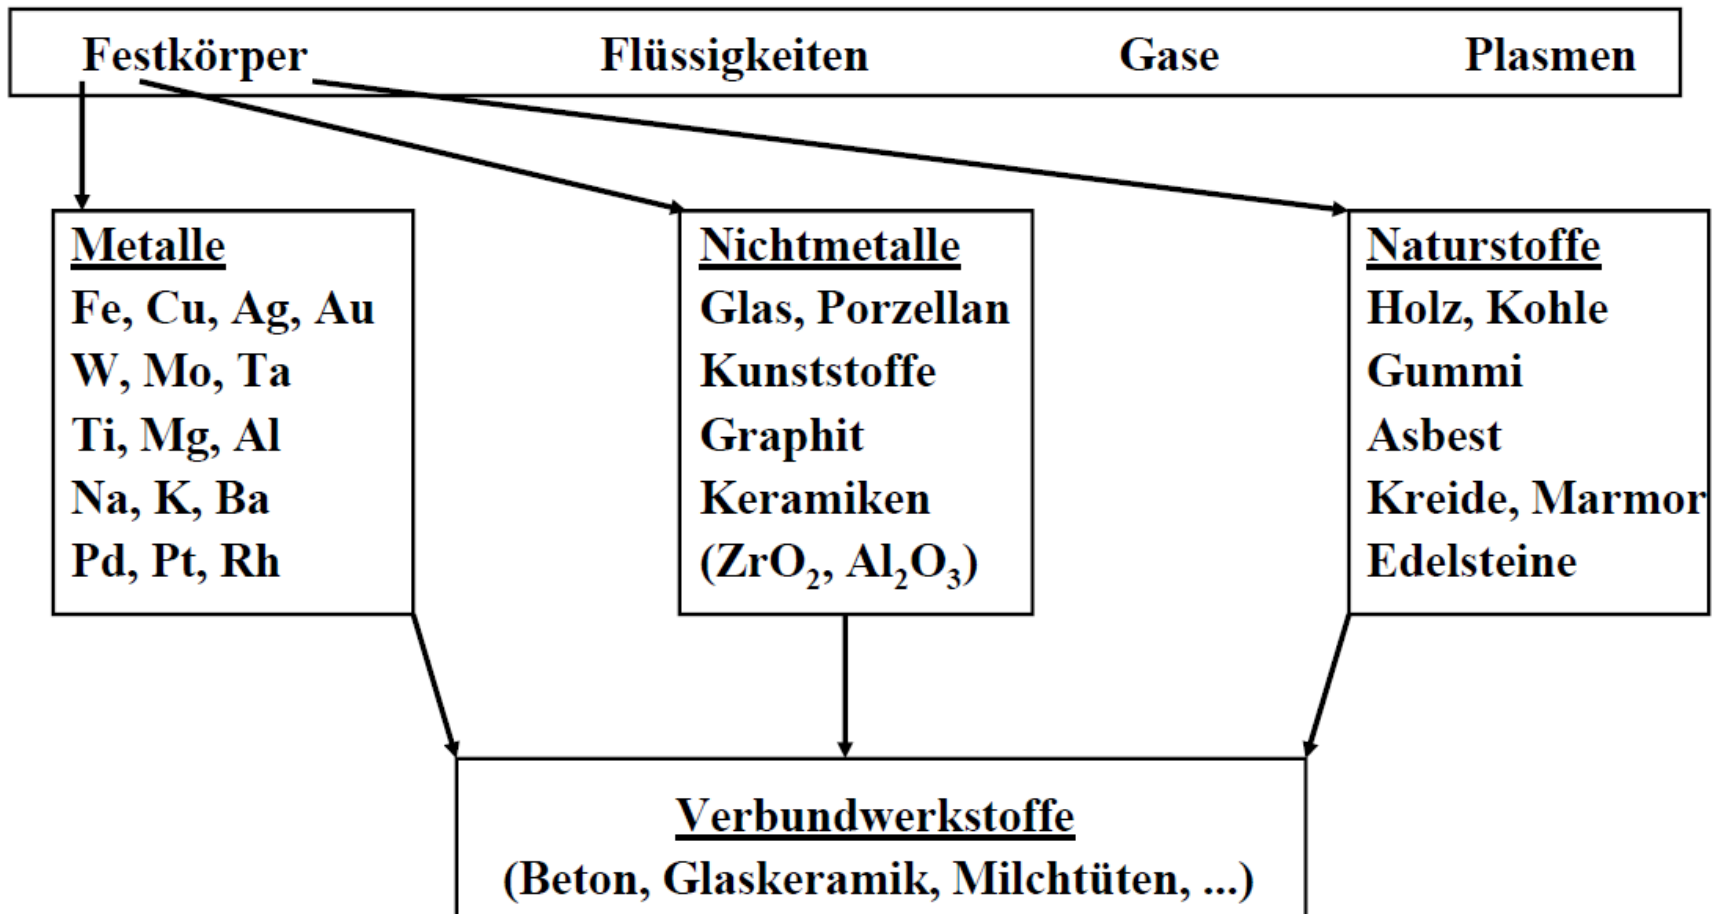 Festkörper Flüssigkeiten Gase Plasmen
Metalle
Fe, Cu, Ag, Au
W, Mo, Ta
Ti, Mg, Al
Na, K, Ba
Pd, Pt, Rh
Nichtmetalle
Glas, Porzellan
Kunststoffe
Graphit
Keramiken
(ZrO₂, Al₂O₃)
Naturstoffe
Holz, Kohle
Gummi
Asbest
Kreide, Marmor
Edelsteine
Verbundwerkstoffe
(Beton, Glaskeramik, Milchtüten, ...)